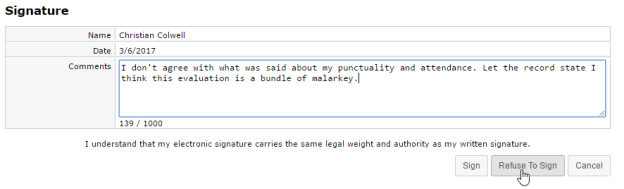 Signature
Name Christian Colwell
Date 3/6/2017
Comments I don't agree with what was said about my punctuality and attendance. Let the record state I
think this evaluation is a bundle of malarkey.
139 / 1000
I understand that my electronic signature carries the same legal weight and authority as my written signature.
Sign Refuse To Sign Cancel